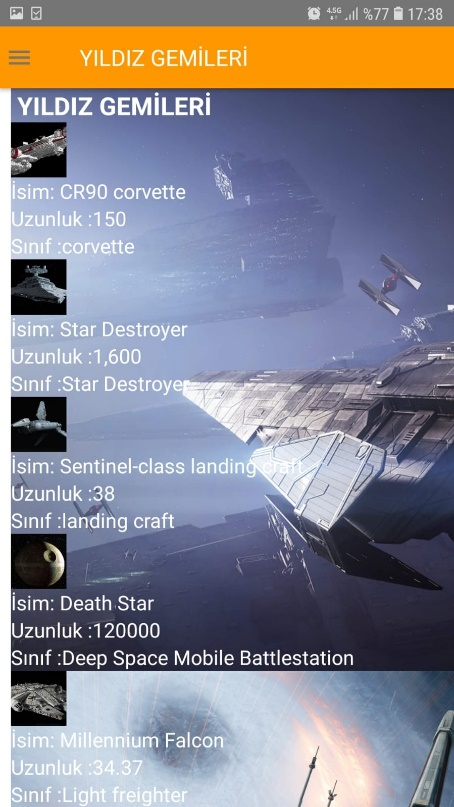 4,5G %77 17:38
YILDIZ GEMİLERİ
YILDIZ GEMİLERİ
İsim: CR90 corvette
Uzunluk :150
Sınıf :corvette
İsim: Star Destroyer
Uzunluk :1,600
Sınıf :Star Destroyer
İsim: Sentinel-class landing craft
Uzunluk :38
Sınıf :landing craft
İsim: Death Star
Uzunluk :120000
Sınıf :Deep Space Mobile Battlestation
İsim: Millennium Falcon
Uzunluk :34.37
Sınıf :Light freighter